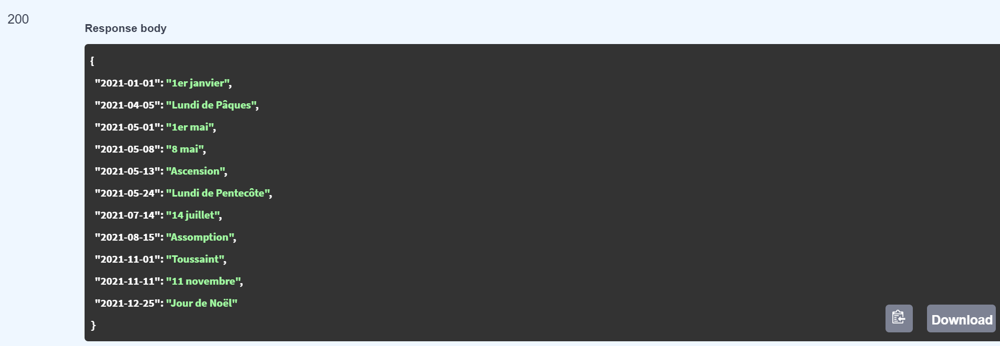 200
Response body
{
"2021-01-01": "1er janvier",
"2021-04-05": "Lundi de Pâques",
"2021-05-01": "1er mai",
"2021-05-08": "8 mai",
"2021-05-13": "Ascension",
"2021-05-24": "Lundi de Pentecôte",
"2021-07-14": "14 juillet",
"2021-08-15": "Assomption",
"2021-11-01": "Toussaint",
"2021-11-11": "11 novembre",
"2021-12-25": "Jour de Noël"
}
Download